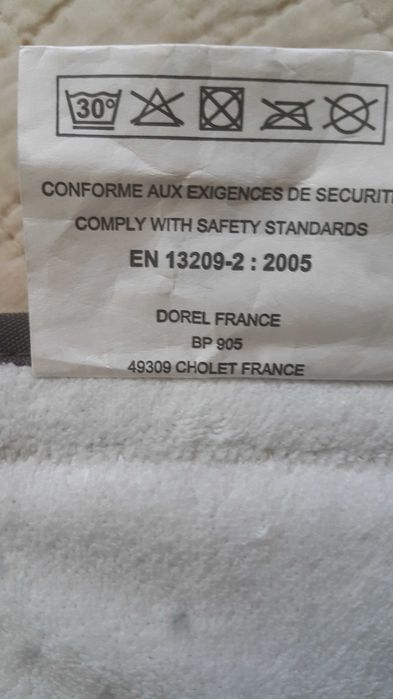 30°
CONFORME AUX EXIGENCES DE SECURIT
COMPLY WITH SAFETY STANDARDS
EN 13209-2 : 2005
DOREL FRANCE
BP 905
49309 CHOLET FRANCE